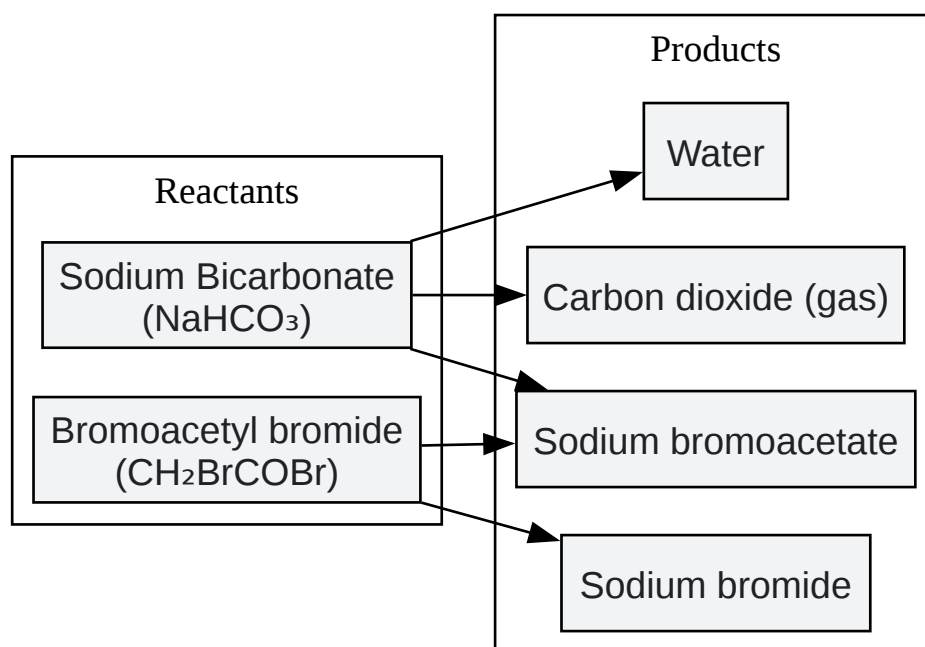 Products
Water
Reactants
Sodium Bicarbonate
(NaHCO₃)
Carbon dioxide (gas)
Bromoacetyl bromide
(CH₂BrCOBr)
Sodium bromoacetate
Sodium bromide